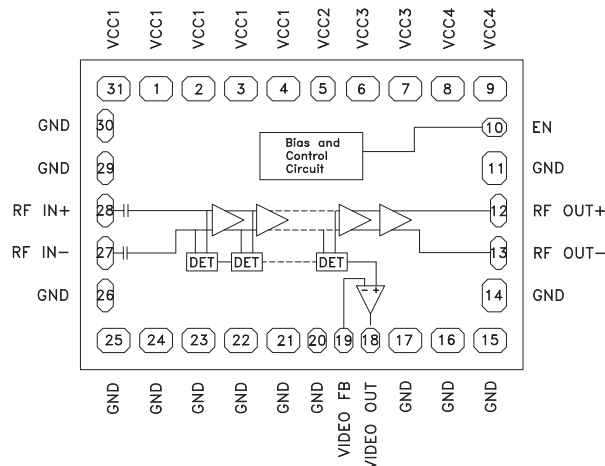 VCC1 VCC1 VCC1 VCC1 VCC1 VCC2 VCC3 VCC3 VCC4 VCC4
31 1 2 3 4 5 6 7 8 9
GND 30 Bias and Control Circuit 10 EN
GND 29 11 GND
RF IN+ 28 12 RF OUT+
RF IN- 27 13 RF OUT-
DET DET DET
GND 26 - + 14 GND
25 24 23 22 21 20 19 18 17 16 15
GND GND GND GND GND GND VIDEO FB VIDEO OUT GND GND GND